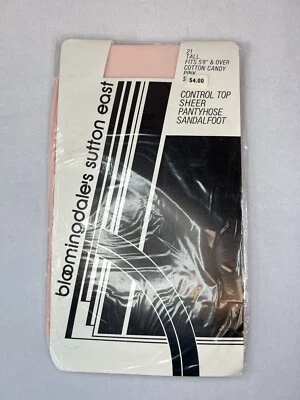 21
TALL
FITS 5'8" & OVER
COTTON CANDY
PINK
$ $4.00
CONTROL TOP
SHEER
PANTYHOSE
SANDALFOOT
bloomingdale's sutton east